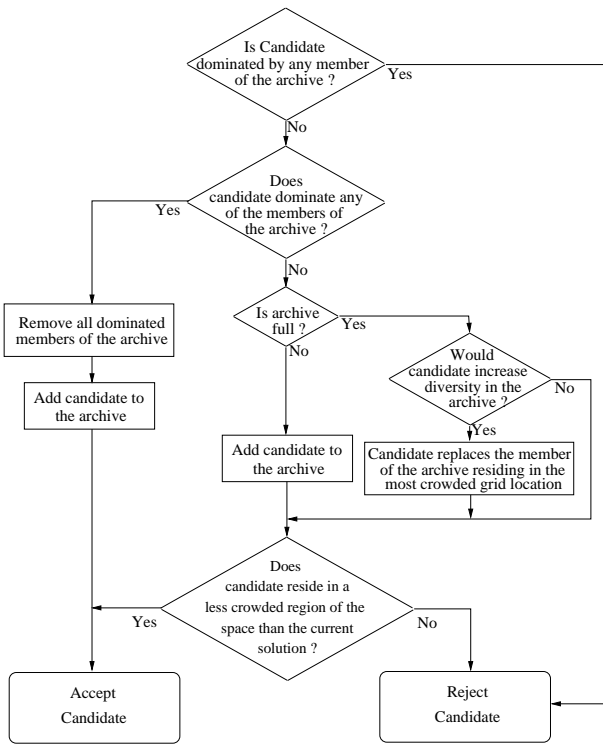 Is Candidate
dominated by any member
of the archive ?
Yes
No
Does
candidate dominate any
of the members of
the archive ?
Yes
No
Remove all dominated
members of the archive
Is archive
full ?
Yes
No
Would
candidate increase
diversity in the
archive ?
No
Yes
Add candidate to
the archive
Add candidate to
the archive
Candidate replaces the member
of the archive residing in the
most crowded grid location
Does
candidate reside in a
less crowded region of the
space than the current
solution ?
Yes
No
Accept
Candidate
Reject
Candidate